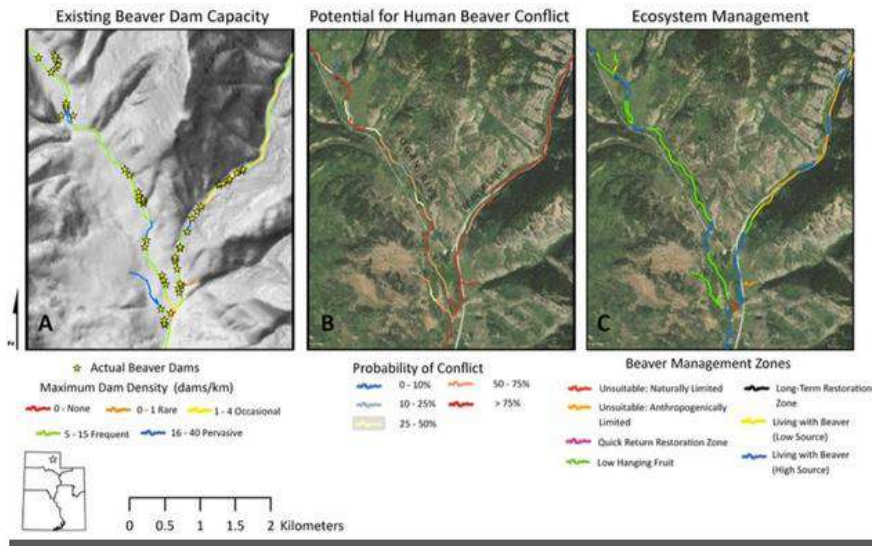 Existing Beaver Dam Capacity
Potential for Human Beaver Conflict
Ecosystem Management
A
B
C
N
Actual Beaver Dams
Maximum Dam Density (dams/km)
0 - None
0 - 1 Rare
1 - 4 Occasional
5 - 15 Frequent
16 - 40 Pervasive
Probability of Conflict
0 - 10%
50 - 75%
10 - 25%
> 75%
25 - 50%
Beaver Management Zones
Unsuitable: Naturally Limited
Unsuitable: Anthropogenically
Limited
Quick Return Restoration Zone
Low Hanging Fruit
Long-Term Restoration
Zone
Living with Beaver
(Low Source)
Living with Beaver
(High Source)
0 0.5 1 1.5 2 Kilometers